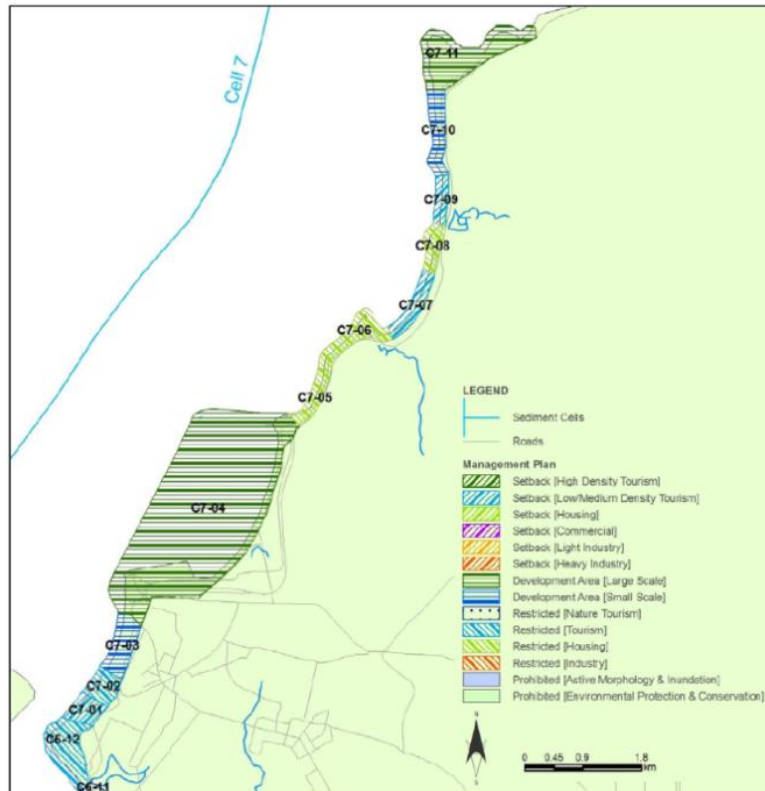 Cell 7
C7-11
C7-10
C7-09
C7-08
C7-07
C7-06
C7-05
C7-04
C7-03
C7-02
C7-01
C6-12
C6-11
LEGEND
Sediment Cells
Roads
Management Plan
Setback [High Density Tourism]
Setback [Low/Medium Density Tourism]
Setback [Housing]
Setback [Commercial]
Setback [Light Industry]
Setback [Heavy Industry]
Development Area [Large Scale]
Development Area [Small Scale]
Restricted [Nature Tourism]
Restricted [Tourism]
Restricted [Housing]
Restricted [Industry]
Prohibited [Active Morphology & Inundation]
Prohibited [Environmental Protection & Conservation]
N
S
0 0.45 0.9 1.8
km